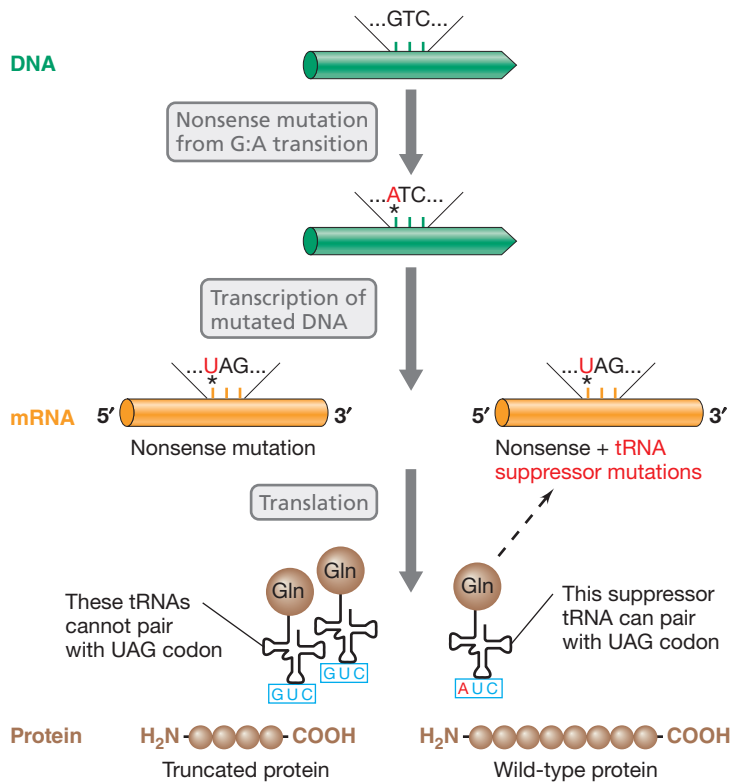 ...GTC...
DNA
Nonsense mutation
from G:A transition
...ATC...
*
Transcription of
mutated DNA
...UAG...
*
...UAG...
*
mRNA
5′
3′
5′
3′
Nonsense mutation
Nonsense + tRNA
suppressor mutations
Translation
Gln
Gln
Gln
These tRNAs
cannot pair
with UAG codon
This suppressor
tRNA can pair
with UAG codon
GUC
GUC
AUC
Protein
H₂N
COOH
H₂N
COOH
Truncated protein
Wild-type protein